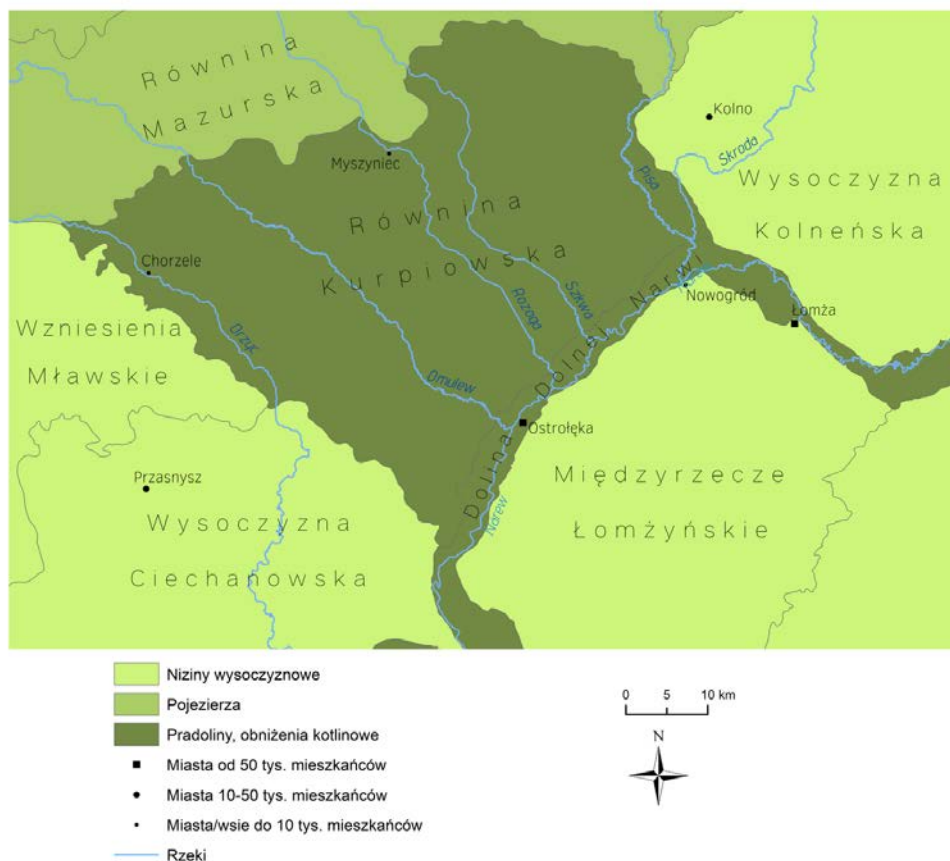 Równina
Mazurska
Kolno
Skroda
Myszyniec
Pisa
Wysoczyzna
Kolneńska
Równina
Kurpiowska
Chorzele
Rozoga
Szkwa
Nowogród
Łomża
Wzniesienia
Mławskie
Orzyc
Omulew
Dolina Dolnej Narwi
Ostrołęka
Narew
Przasnysz
Międzyrzecze
Łomżyńskie
Wysoczyzna
Ciechanowska
Niziny wysoczyznowe
Pojezierza
Pradoliny, obniżenia kotlinowe
Miasta od 50 tys. mieszkańców
Miasta 10-50 tys. mieszkańców
Miasta/wsie do 10 tys. mieszkańców
Rzeki
0 5 10 km
N